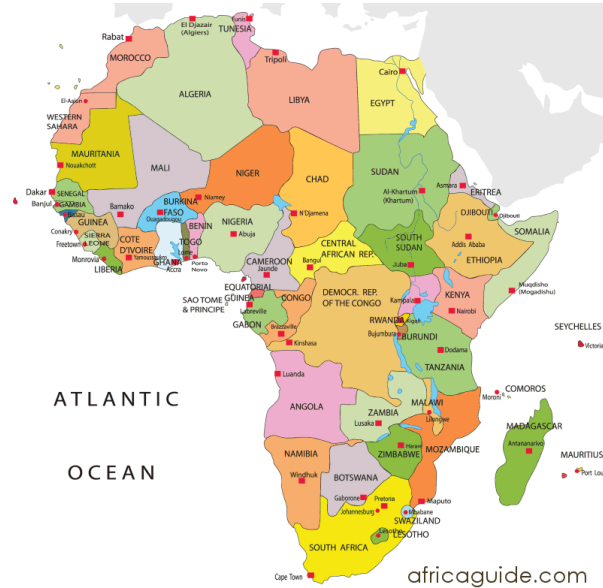 El Djazair
(Algiers)
Tunis
TUNISIA
Rabat
MOROCCO
Tripoli
Cairo
ALGERIA
LIBYA
EGYPT
El-Aaiun
WESTERN
SAHARA
MAURITANIA
Nouakchott
MALI
NIGER
CHAD
SUDAN
Al-Khartum
(Khartum)
Asmara
ERITREA
Dakar
SENEGAL
Banjul
GAMBIA
Bissau
GUINEA
Bamako
BURKINA
FASO
Ouagadougou
Niamey
N'Djamena
DJIBOUTI
Djibouti
SOMALIA
Conakry
SIERRA
LEONE
Freetown
COTE
D'IVOIRE
Yamoussoukro
Monrovia
LIBERIA
GHANA
Accra
TOGO
Lome
BENIN
Porto
Novo
NIGERIA
Abuja
CAMEROON
Jaunde
CENTRAL
AFRICAN REP.
Bangui
SOUTH
SUDAN
Juba
Addis Ababa
ETHIOPIA
Muqdisho
(Mogadishu)
EQUATORIAL
GUINEA
SAO TOME
& PRINCIPE
Libreville
GABON
CONGO
Brazzaville
Kinshasa
DEMOCR. REP.
OF THE CONGO
Kampala
KENYA
Nairobi
RWANDA
Kigali
Bujumbura
BURUNDI
Dodama
TANZANIA
SEYCHELLES
Victoria
Luanda
ANGOLA
ATLANTIC
OCEAN
ZAMBIA
Lusaka
MALAWI
Lilongwe
COMOROS
Moroni
MADAGASCAR
Antananarivo
MAURITIUS
Port Lou
Harare
ZIMBABWE
MOZAMBIQUE
NAMIBIA
Windhuk
BOTSWANA
Gaborone
Pretoria
Johannesburg
Maputo
Mbabane
SWAZILAND
Lesotho
LESOTHO
SOUTH AFRICA
Cape Town
africaguide.com